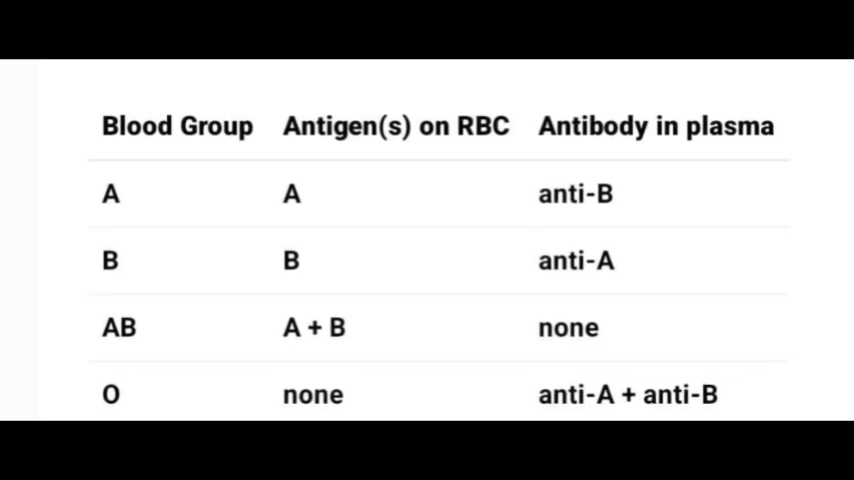 Blood Group Antigen(s) on RBC Antibody in plasma
A A anti-B
B B anti-A
AB A + B none
O none anti-A + anti-B